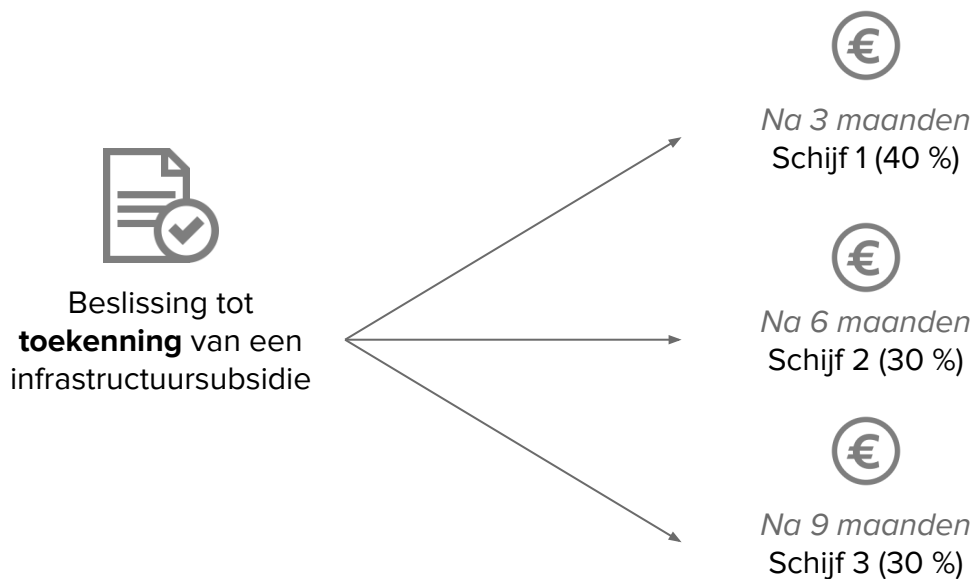 €
Na 3 maanden
Schijf 1 (40 %)
Beslissing tot
toekenning van een
infrastructuursubsidie
€
Na 6 maanden
Schijf 2 (30 %)
€
Na 9 maanden
Schijf 3 (30 %)